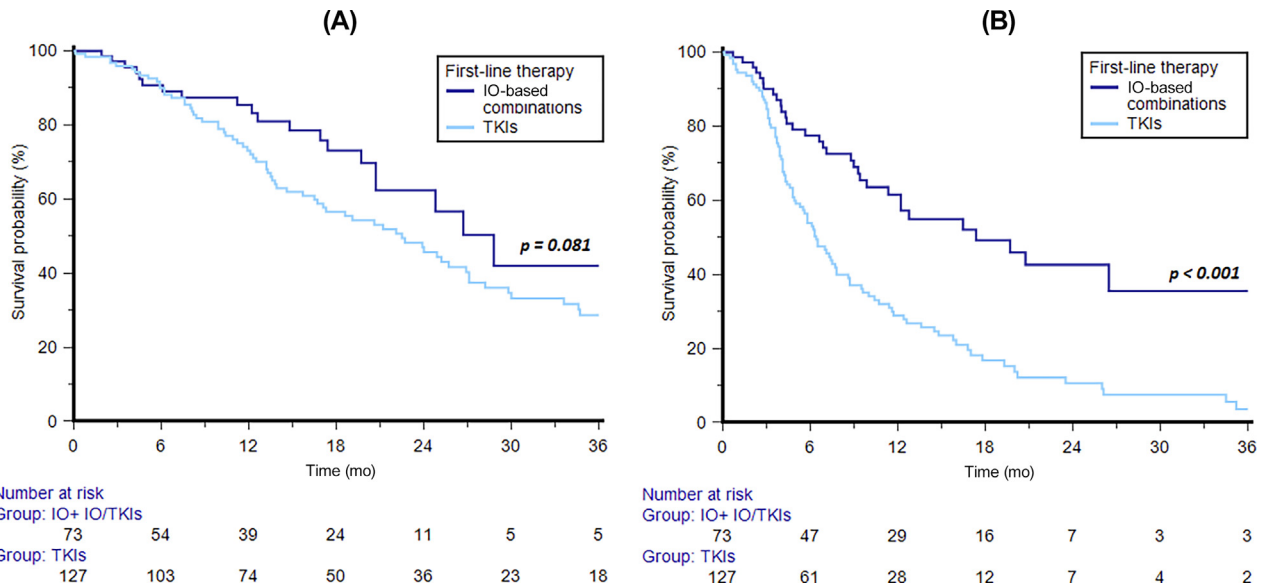 (A)
100
80
60
40
20
0
Survival probability (%)
First-line therapy
IO-based
combinations
TKIs
p = 0.081
0 6 12 18 24 30 36
Time (mo)
Number at risk
Group: IO+ IO/TKIs
73 54 39 24 11 5 5
Group: TKIs
127 103 74 50 36 23 18
(B)
100
80
60
40
20
0
Survival probability (%)
First-line therapy
IO-based
combinations
TKIs
p < 0.001
0 6 12 18 24 30 36
Time (mo)
Number at risk
Group: IO+ IO/TKIs
73 47 29 16 7 3 3
Group: TKIs
127 61 28 12 7 4 2